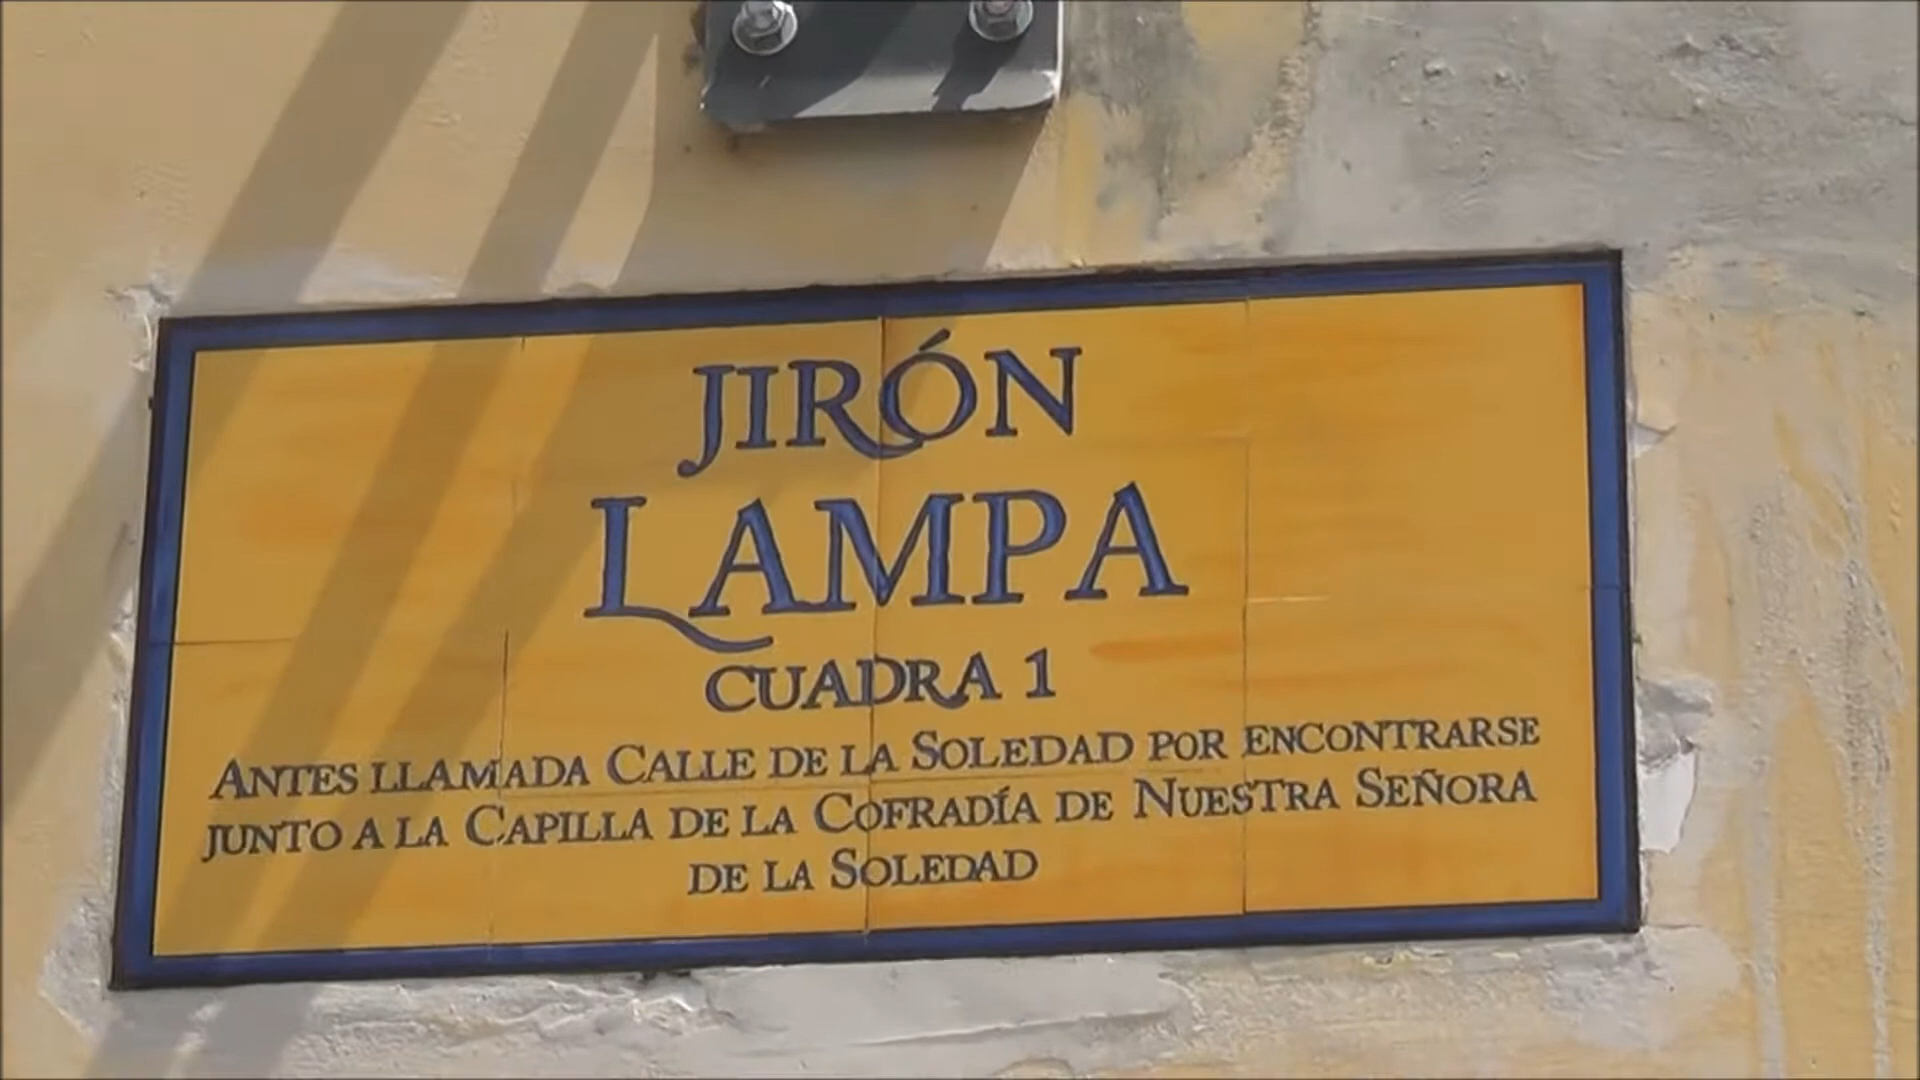 JIRÓN
LAMPA
CUADRA 1
ANTES LLAMADA CALLE DE LA SOLEDAD POR ENCONTRARSE
JUNTO A LA CAPILLA DE LA COFRADÍA DE NUESTRA SEÑORA
DE LA SOLEDAD